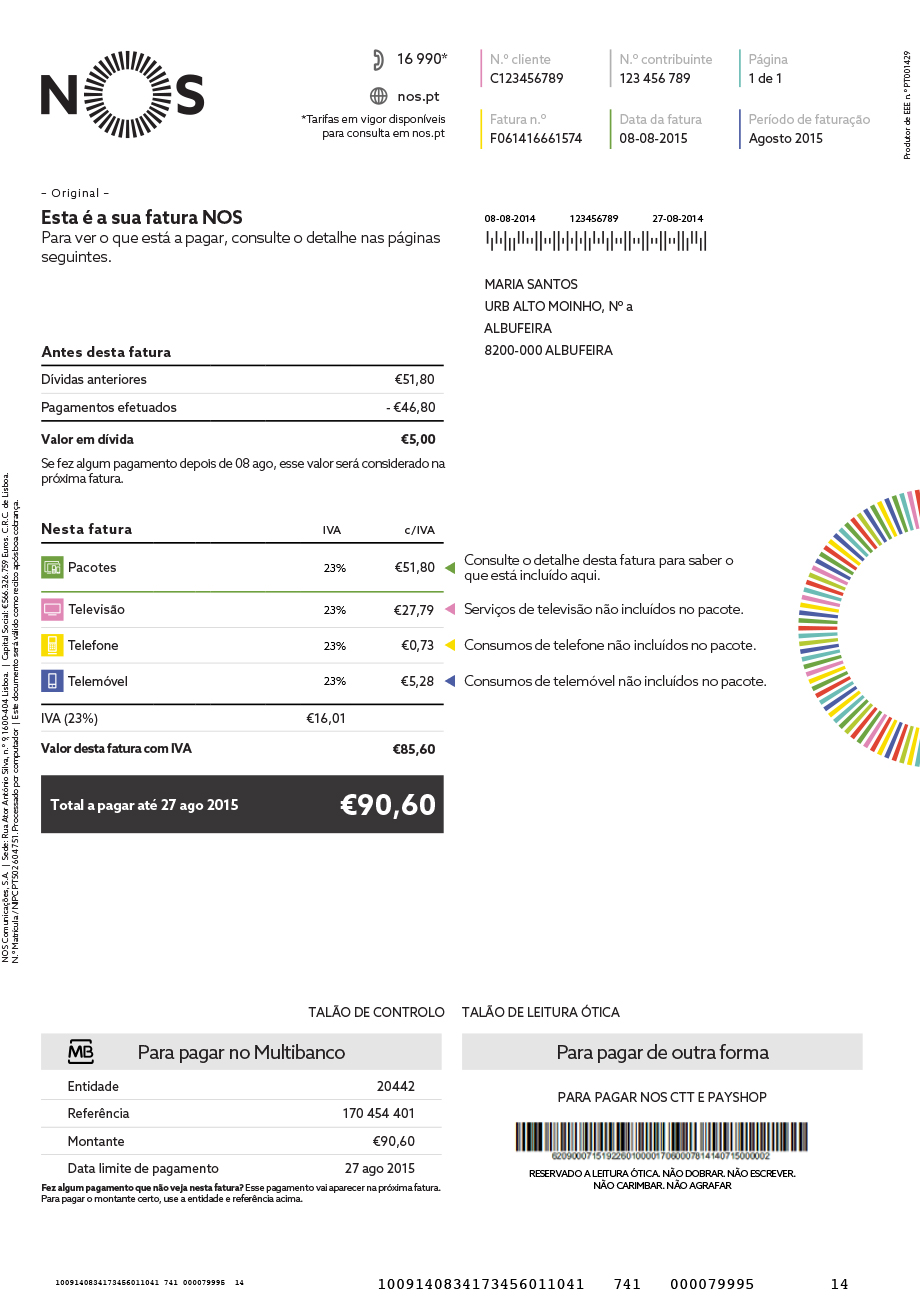 NOS
16 990*
nos.pt
*Tarifas em vigor disponíveis
para consulta em nos.pt
N.º cliente
C123456789
N.º contribuinte
123 456 789
Página
1 de 1
Fatura n.º
F061416661574
Data da fatura
08-08-2015
Período de faturação
Agosto 2015
Produtor de EEE n.º PT001429
– Original –
Esta é a sua fatura NOS
Para ver o que está a pagar, consulte o detalhe nas páginas
seguintes.
08-08-2014 123456789 27-08-2014
MARIA SANTOS
URB ALTO MOINHO, Nº a
ALBUFEIRA
8200-000 ALBUFEIRA
Antes desta fatura
Dívidas anteriores €51,80
Pagamentos efetuados - €46,80
Valor em dívida €5,00
Se fez algum pagamento depois de 08 ago, esse valor será considerado na
próxima fatura.
Nesta fatura IVA c/IVA
Pacotes 23% €51,80
Consulte o detalhe desta fatura para saber o
que está incluído aqui.
Televisão 23% €27,79 Serviços de televisão não incluídos no pacote.
Telefone 23% €0,73 Consumos de telefone não incluídos no pacote.
Telemóvel 23% €5,28 Consumos de telemóvel não incluídos no pacote.
IVA (23%) €16,01
Valor desta fatura com IVA €85,60
Total a pagar até 27 ago 2015 €90,60
NOS Comunicações, S.A. | Sede: Rua Ator António Silva, n.º 9, 1600-404 Lisboa. | Capital Social: €566.326.759 Euros. C.R.C. de Lisboa.
N.º Matrícula / NIPC PT502 604 751. Processado por computador | Este documento será válido como recibo após boa cobrança.
TALÃO DE CONTROLO TALÃO DE LEITURA ÓTICA
MB Para pagar no Multibanco
Entidade 20442
Referência 170 454 401
Montante €90,60
Data limite de pagamento 27 ago 2015
Fez algum pagamento que não veja nesta fatura? Esse pagamento vai aparecer na próxima fatura.
Para pagar o montante certo, use a entidade e referência acima.
Para pagar de outra forma
PARA PAGAR NOS CTT E PAYSHOP
62090007151922601000017060007814140715000002
RESERVADO A LEITURA ÓTICA. NÃO DOBRAR. NÃO ESCREVER.
NÃO CARIMBAR. NÃO AGRAFAR
1009140834173456011041 741 000079995 14
1009140834173456011041 741 000079995 14